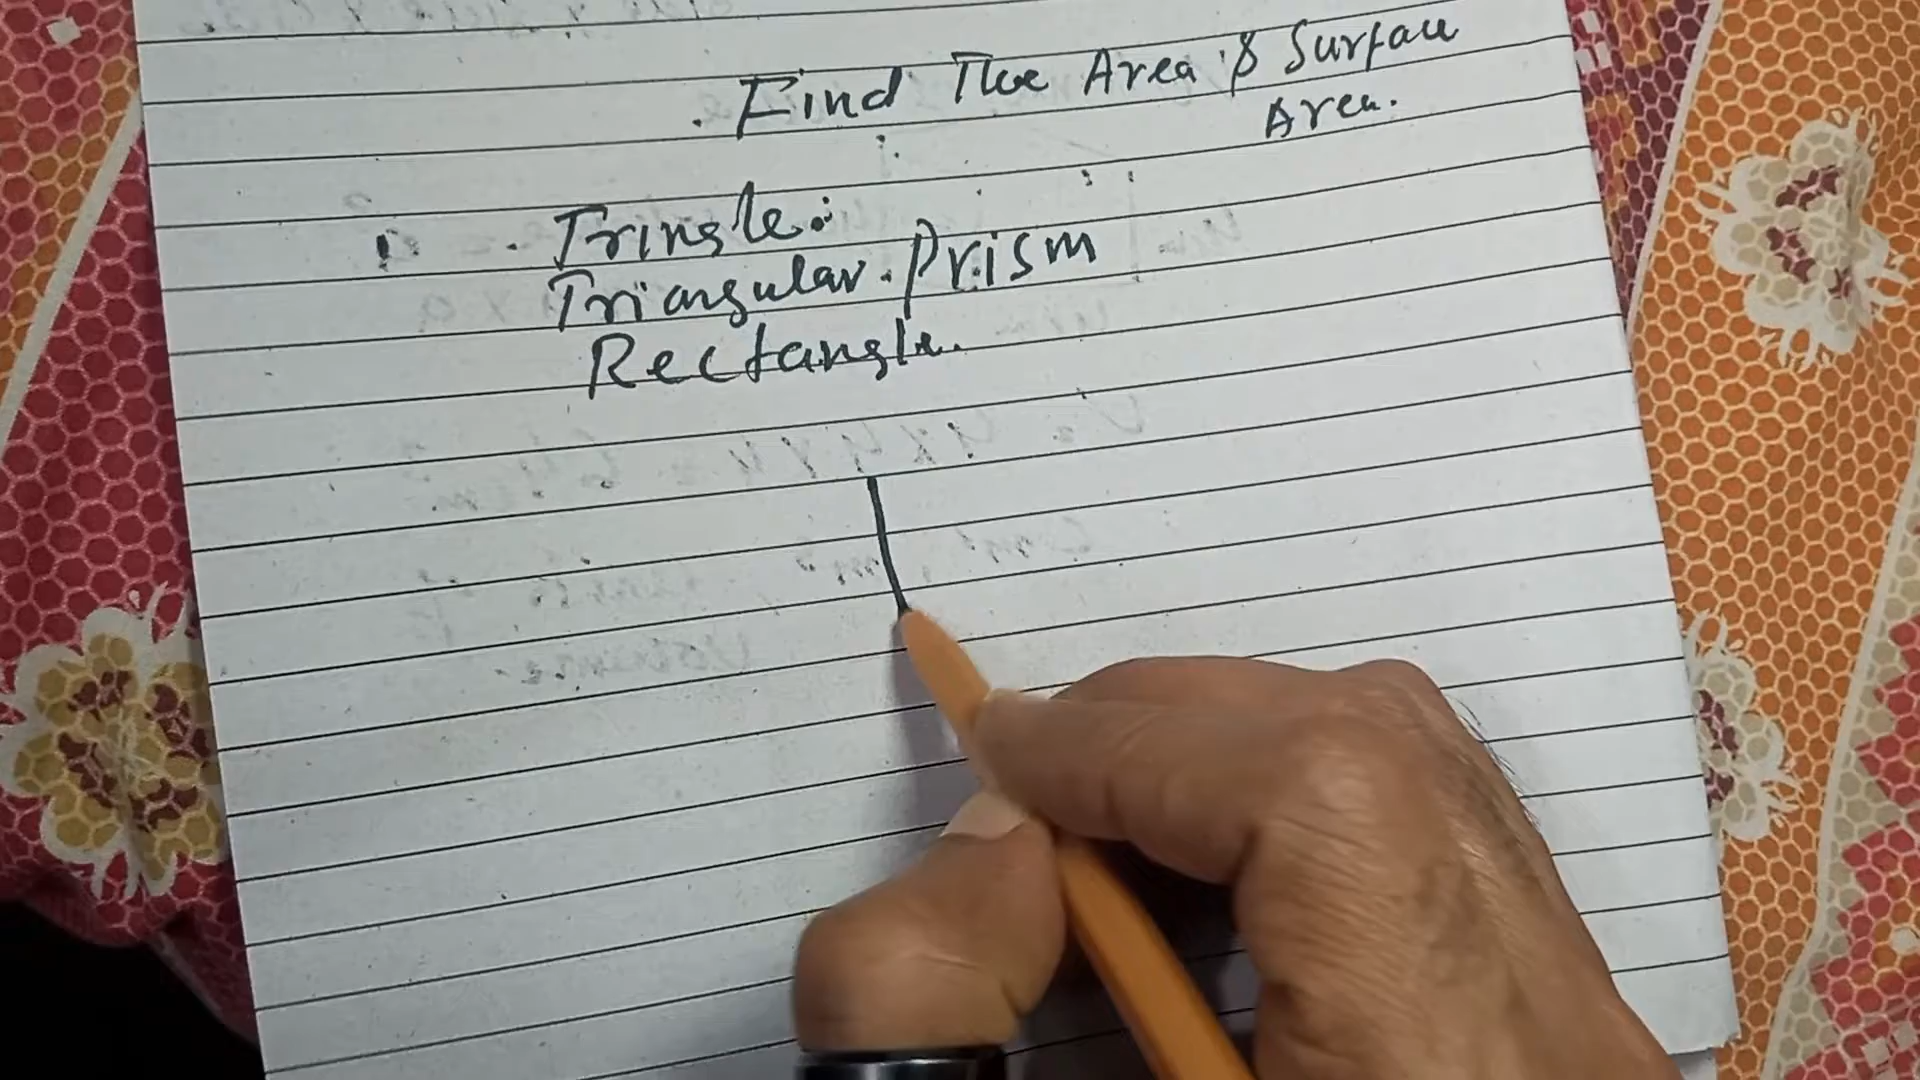 . Find The Area & Surface
Area.
. Tringle:
Triangular Prism
Rectangle.